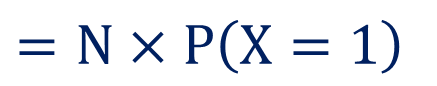 = N × P(X = 1)